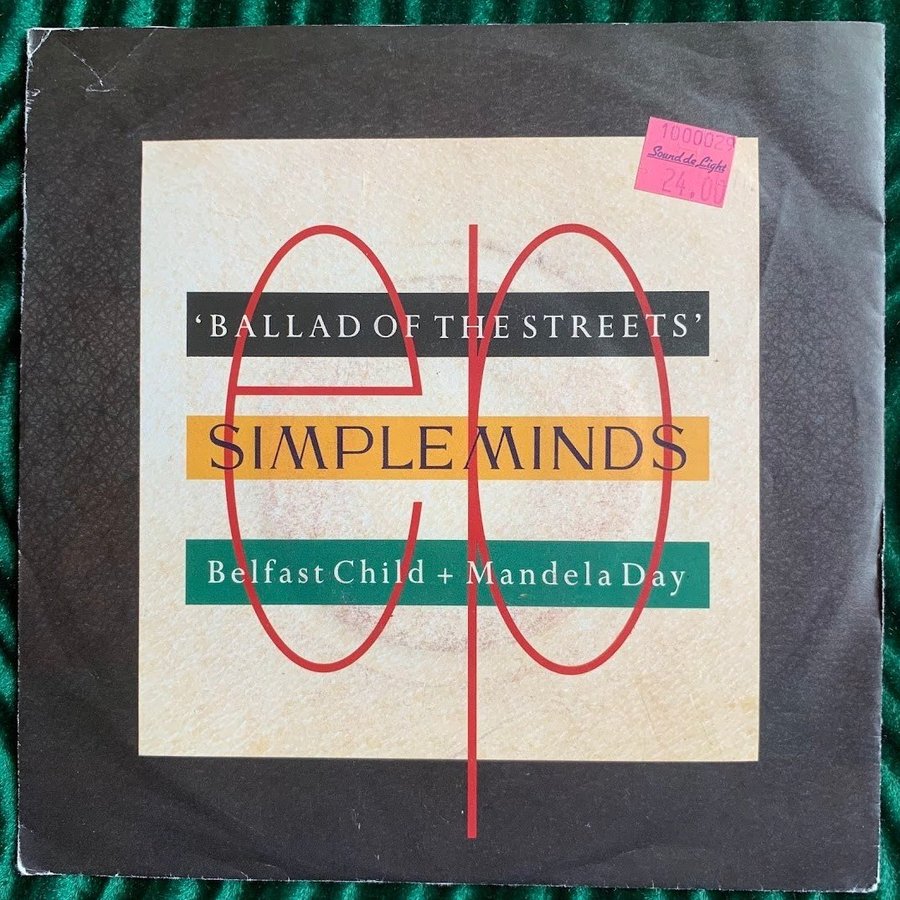 1000029
Sound de Light
24.00
'BALLAD OF THE STREETS'
SIMPLE MINDS
Belfast Child + Mandela Day
ep